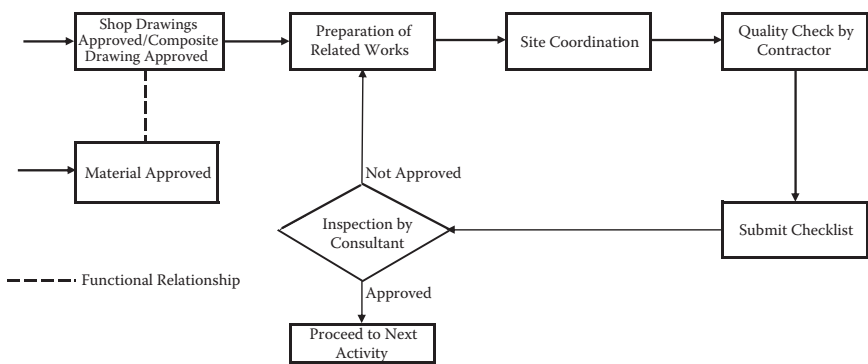 Shop Drawings
Approved/Composite
Drawing Approved
Preparation of
Related Works
Site Coordination
Quality Check by
Contractor
Material Approved
Not Approved
Inspection by
Consultant
Submit Checklist
Functional Relationship
Approved
Proceed to Next
Activity